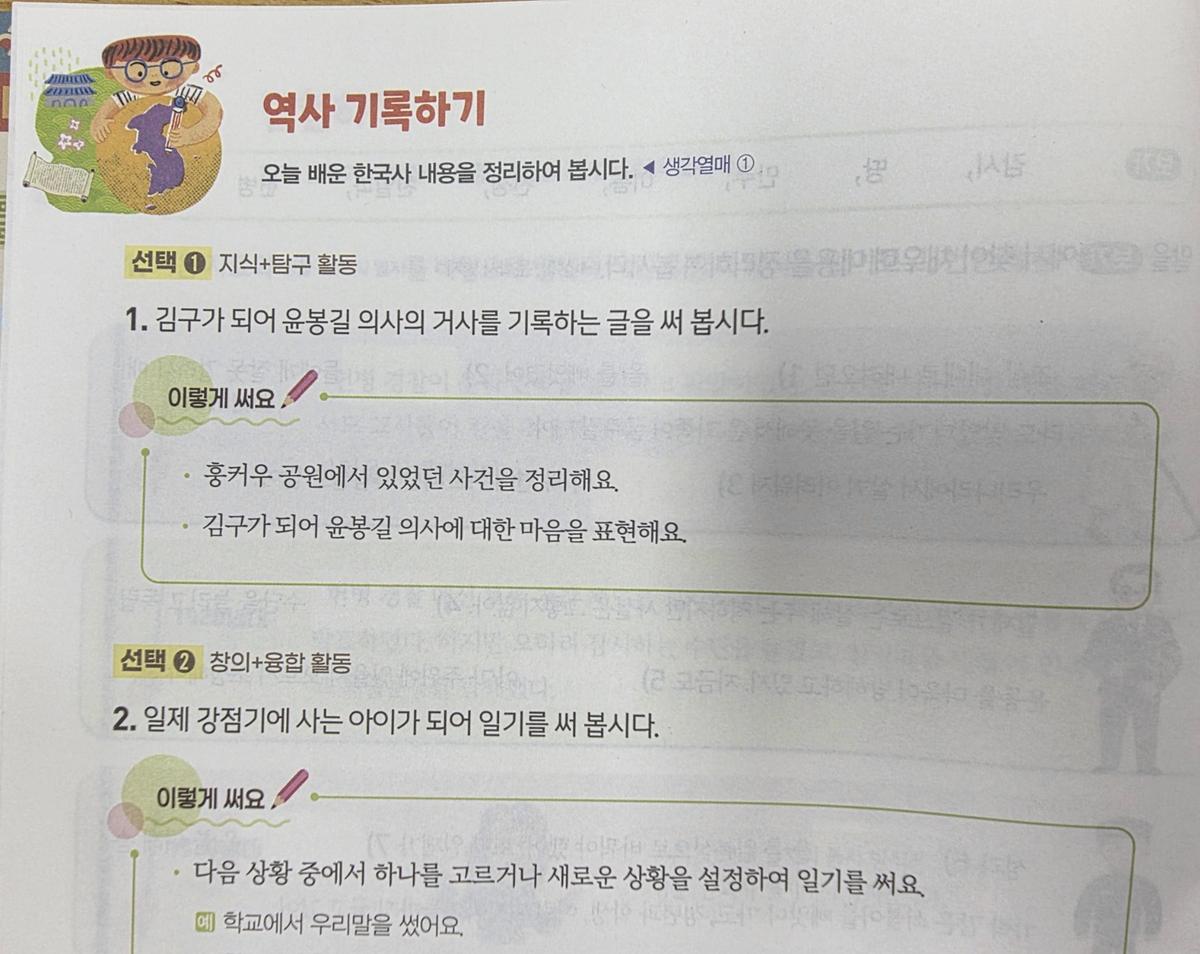 역사 기록하기
오늘 배운 한국사 내용을 정리하여 봅시다. ◀ 생각열매 ①
선택 ❶ 지식+탐구 활동
1. 김구가 되어 윤봉길 의사의 거사를 기록하는 글을 써 봅시다.
이렇게 써요
• 훙커우 공원에서 있었던 사건을 정리해요.
• 김구가 되어 윤봉길 의사에 대한 마음을 표현해요.
선택 ❷ 창의+융합 활동
2. 일제 강점기에 사는 아이가 되어 일기를 써 봅시다.
이렇게 써요
• 다음 상황 중에서 하나를 고르거나 새로운 상황을 설정하여 일기를 써요.
예 학교에서 우리말을 썼어요.